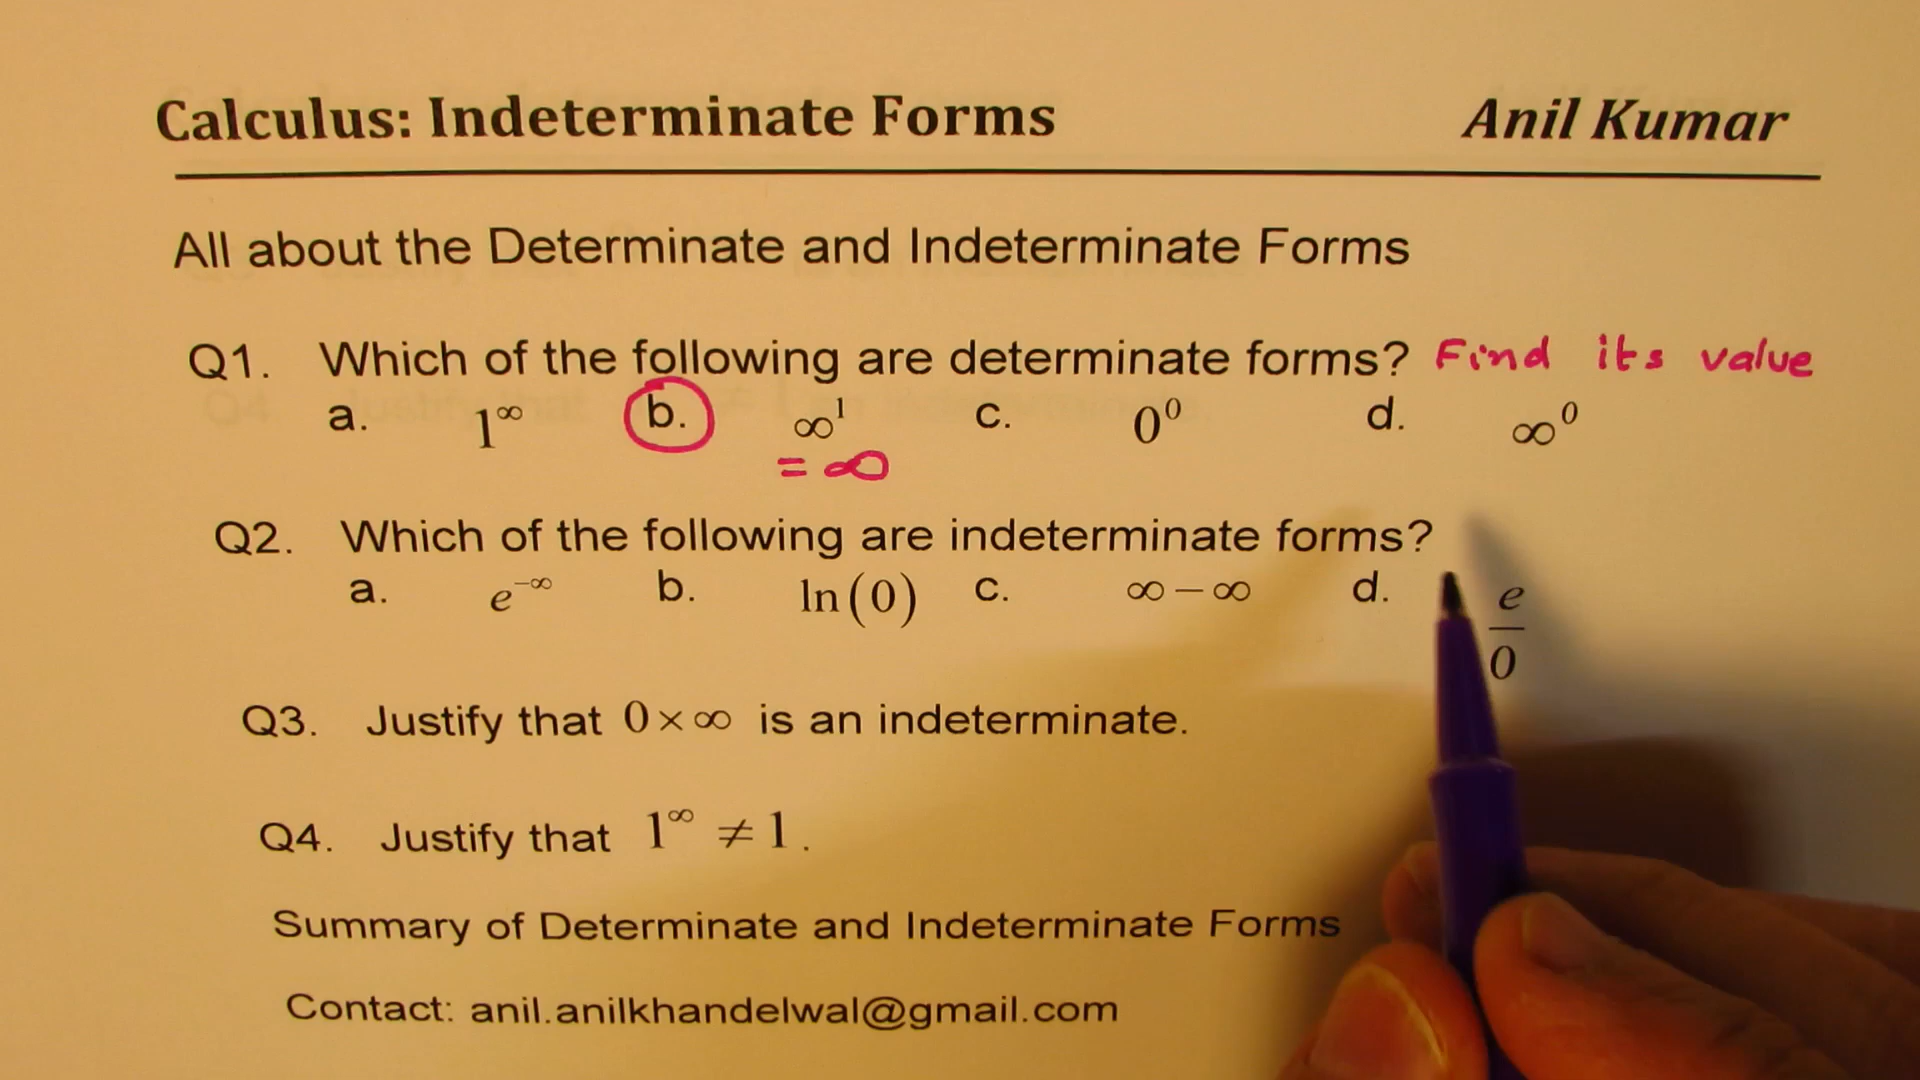 Calculus: Indeterminate Forms Anil Kumar
All about the Determinate and Indeterminate Forms
Q1. Which of the following are determinate forms? Find its value
a. 1^∞ b. ∞^1 c. 0^0 d. ∞^0
= ∞
Q2. Which of the following are indeterminate forms?
a. e^{-∞} b. ln(0) c. ∞ − ∞ d. e/0
Q3. Justify that 0 × ∞ is an indeterminate.
Q4. Justify that 1^∞ ≠ 1.
Summary of Determinate and Indeterminate Forms
Contact: anil.anilkhandelwal@gmail.com